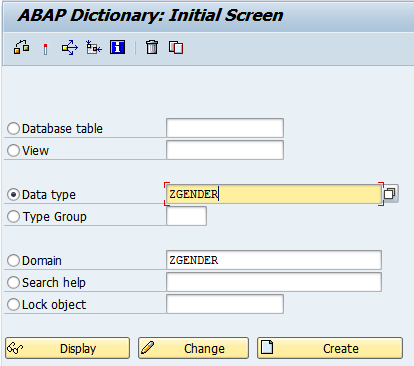 ABAP Dictionary: Initial Screen
Database table
View
Data type ZGENDER
Type Group
Domain ZGENDER
Search help
Lock object
Display Change Create